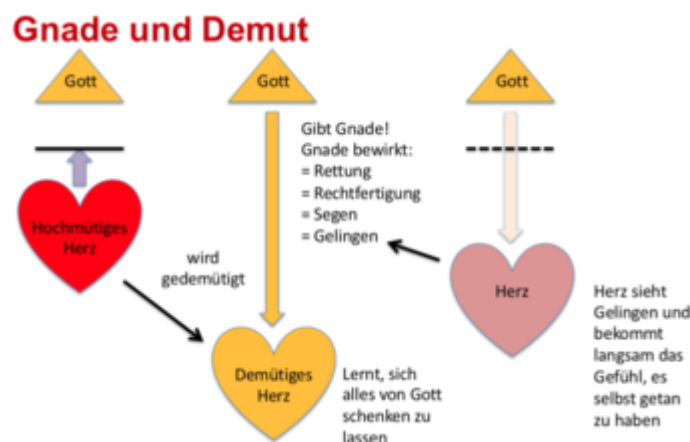 Gnade und Demut
Gott
Gott
Gott
Gibt Gnade!
Gnade bewirkt:
= Rettung
= Rechtfertigung
= Segen
= Gelingen
Hochmütiges
Herz
wird
gedemütigt
Herz
Herz sieht
Gelingen und
bekommt
langsam das
Gefühl, es
selbst getan
zu haben
Demütiges
Herz
Lernt, sich
alles von Gott
schenken zu
lassen